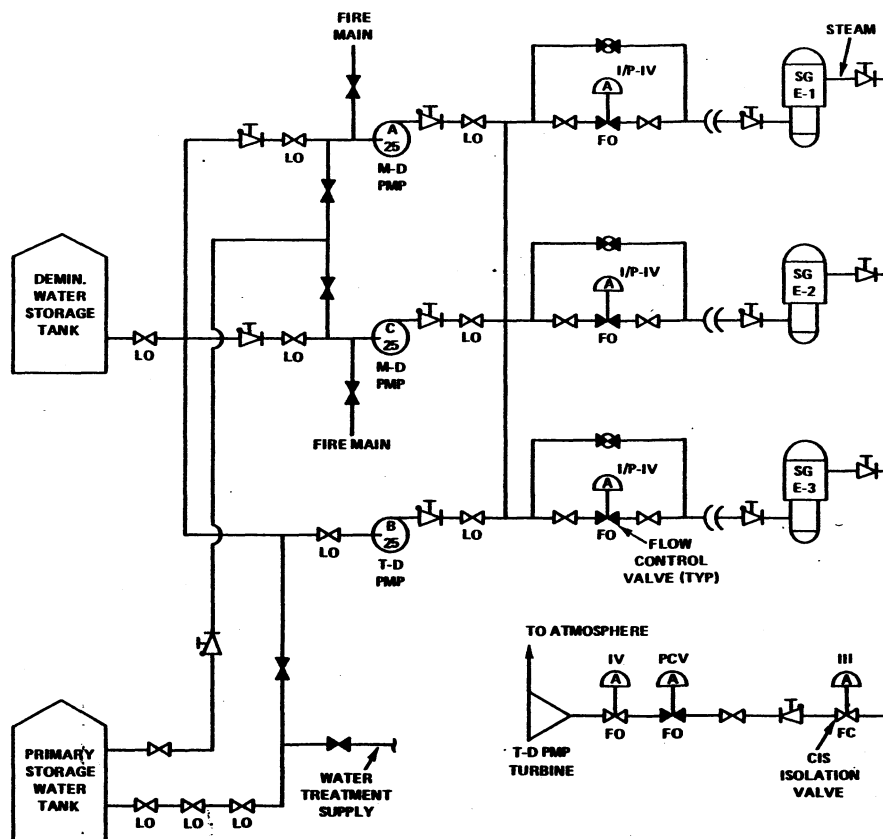 FIRE
MAIN
STEAM
I/P-IV
A
SG
E-1
A
25
LO
LO
FO
M-D
PMP
DEMIN.
WATER
STORAGE
TANK
I/P-IV
A
SG
E-2
C
25
LO
LO
LO
FO
M-D
PMP
FIRE MAIN
I/P-IV
A
SG
E-3
B
25
LO
LO
FO
T-D
PMP
FLOW
CONTROL
VALVE (TYP)
TO ATMOSPHERE
IV
PCV
III
A
A
A
FO
FO
FC
T-D PMP
TURBINE
CIS
ISOLATION
VALVE
PRIMARY
STORAGE
WATER
TANK
WATER
TREATMENT
SUPPLY
LO
LO
LO